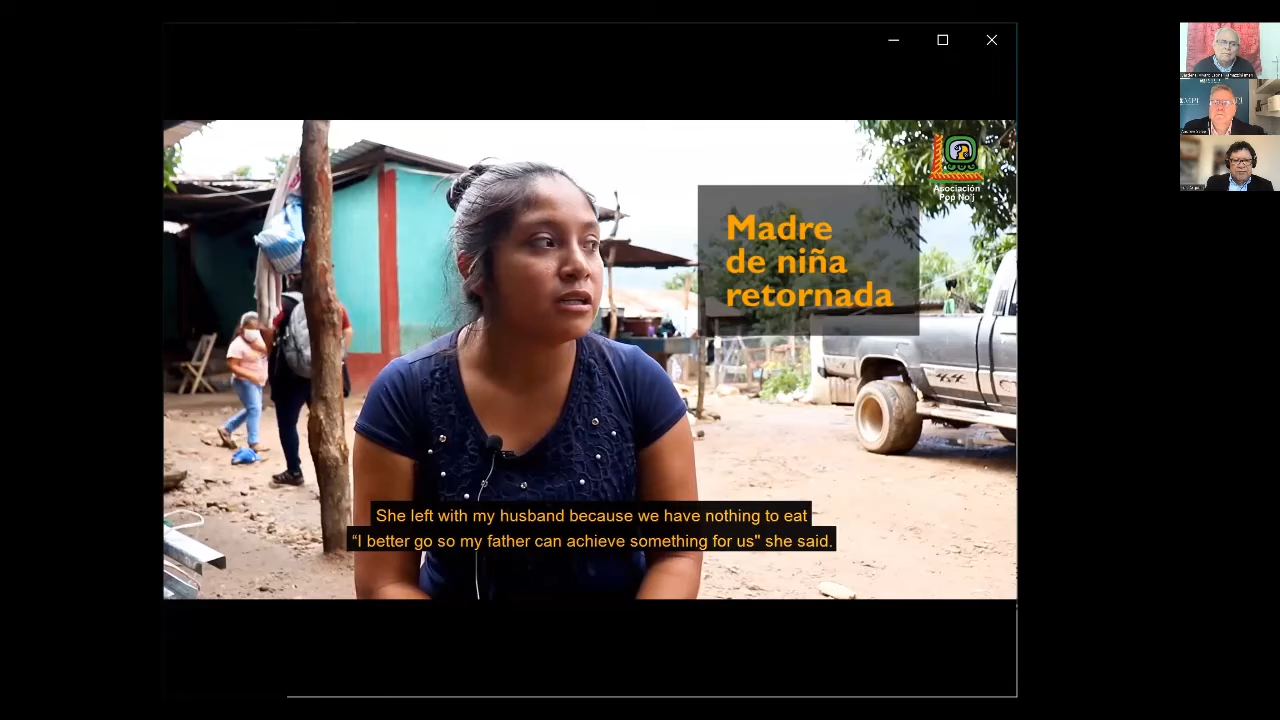 Asociación
Pop No'j
Madre
de niña
retornada
She left with my husband because we have nothing to eat
“I better go so my father can achieve something for us" she said.
4x4